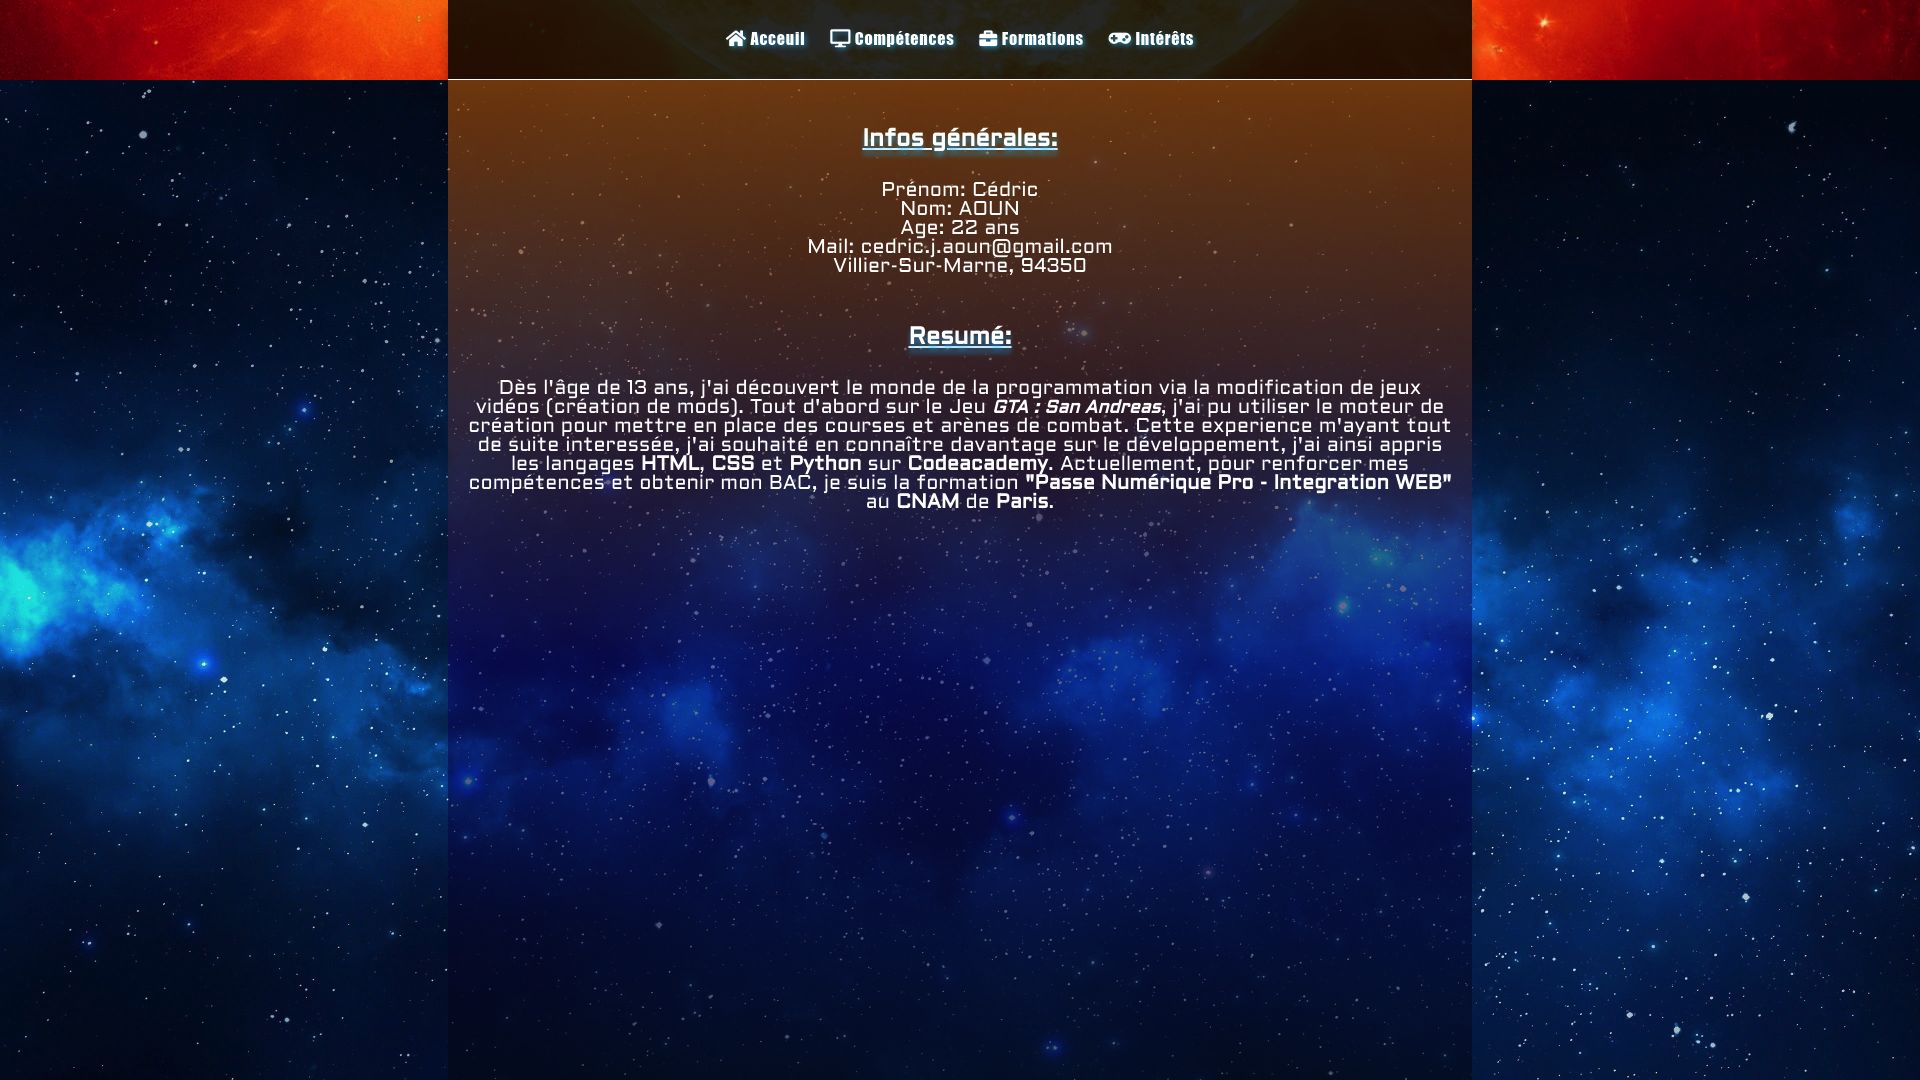 Acceuil Compétences Formations Intérêts
Infos générales:
Prénom: Cédric
Nom: AOUN
Age: 22 ans
Mail: cedric.j.aoun@gmail.com
Villier-Sur-Marne, 94350
Resumé:
Dès l'âge de 13 ans, j'ai découvert le monde de la programmation via la modification de jeux
vidéos (création de mods). Tout d'abord sur le Jeu GTA : San Andreas, j'ai pu utiliser le moteur de
création pour mettre en place des courses et arènes de combat. Cette experience m'ayant tout
de suite interessée, j'ai souhaité en connaître davantage sur le développement, j'ai ainsi appris
les langages HTML, CSS et Python sur Codeacademy. Actuellement, pour renforcer mes
compétences et obtenir mon BAC, je suis la formation "Passe Numérique Pro - Integration WEB"
au CNAM de Paris.